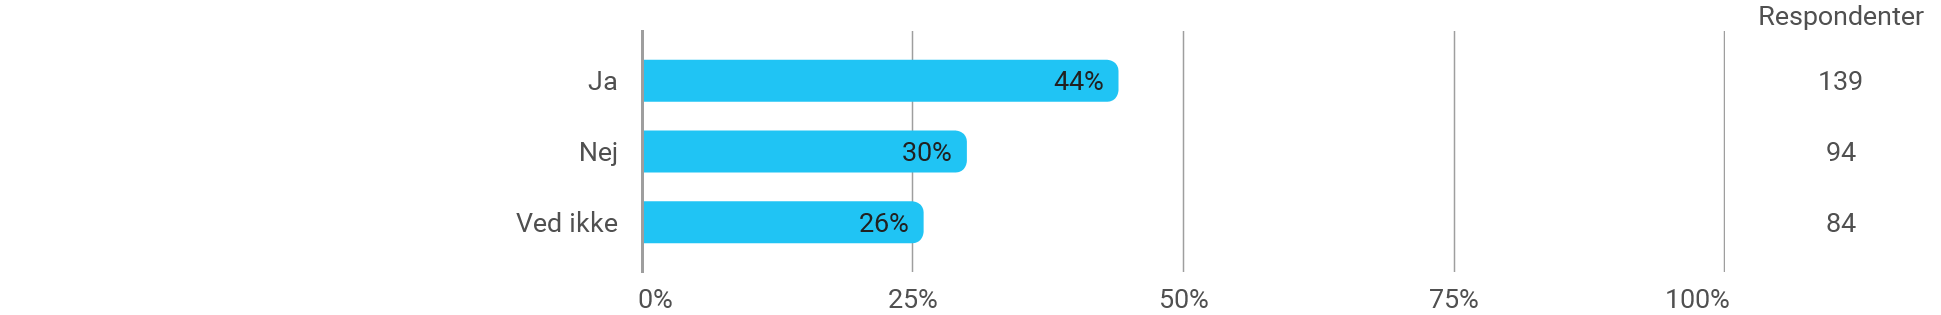 Respondenter
Ja 44% 139
Nej 30% 94
Ved ikke 26% 84
0% 25% 50% 75% 100%